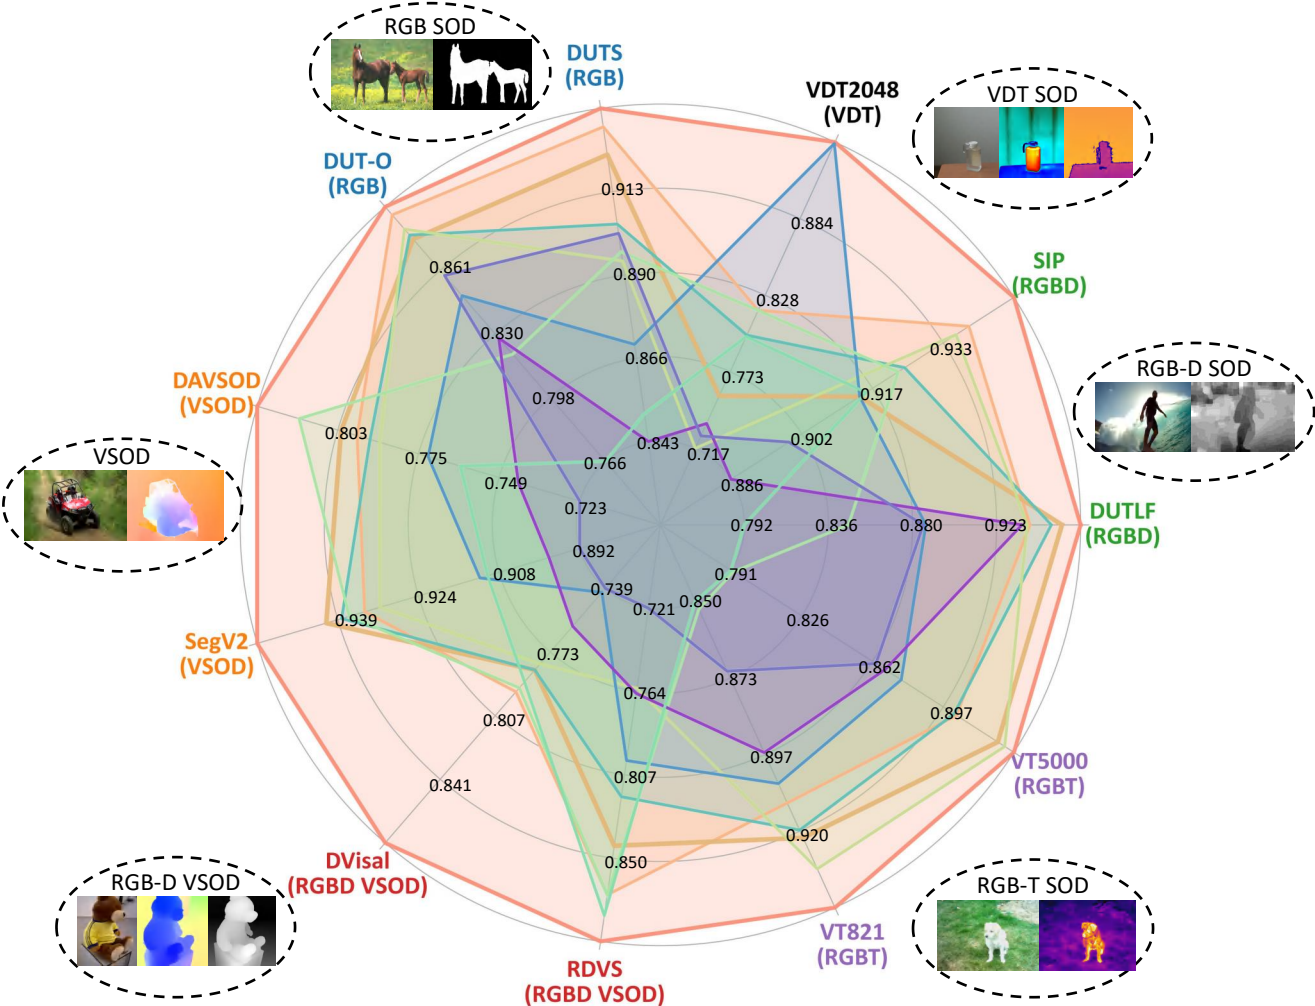 RGB SOD
DUTS
(RGB)
VDT2048
(VDT)
VDT SOD
DUT-O
(RGB)
0.913
0.884
SIP
(RGBD)
0.861
0.890
0.828
0.830
0.866
0.933
RGB-D SOD
DAVSOD
(VSOD)
0.798
0.773
0.917
0.803
0.843
0.902
VSOD
0.775
0.766
0.717
0.749
0.886
0.723
0.792
0.836
0.880
0.923
DUTLF
(RGBD)
0.892
0.908
0.791
0.924
0.739
0.721
0.850
0.939
0.826
SegV2
(VSOD)
0.773
0.764
0.873
0.862
0.807
0.897
0.897
0.841
0.807
VT5000
(RGBT)
0.850
0.920
DVisal
(RGBD VSOD)
RGB-D VSOD
RGB-T SOD
VT821
(RGBT)
RDVS
(RGBD VSOD)